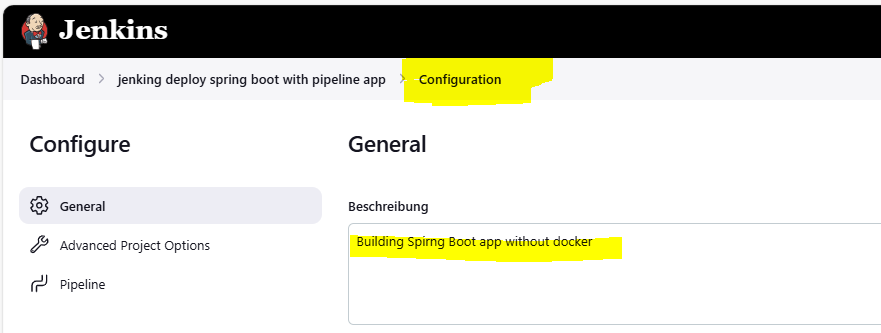 Jenkins
Dashboard > jenking deploy spring boot with pipeline app > Configuration
Configure
General
Advanced Project Options
Pipeline
General
Beschreibung
Building Spirng Boot app without docker